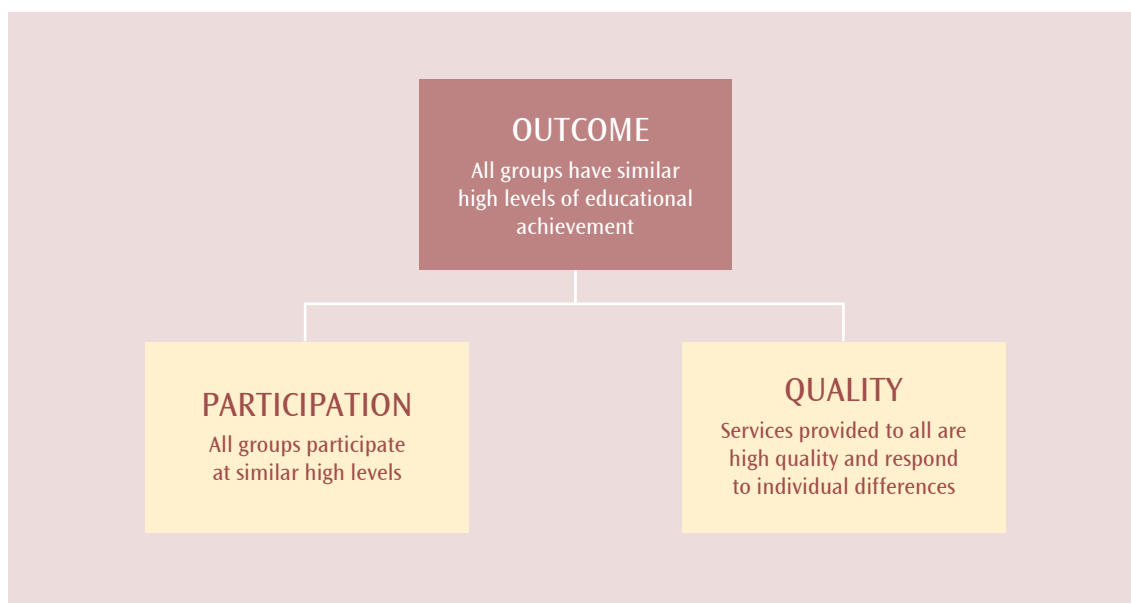 OUTCOME
All groups have similar
high levels of educational
achievement
PARTICIPATION
All groups participate
at similar high levels
QUALITY
Services provided to all are
high quality and respond
to individual differences